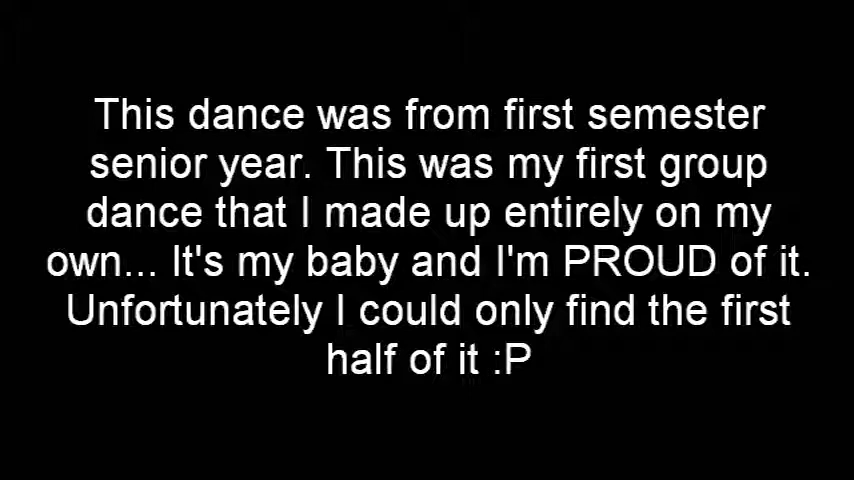 This dance was from first semester
senior year. This was my first group
dance that I made up entirely on my
own... It's my baby and I'm PROUD of it.
Unfortunately I could only find the first
half of it :P